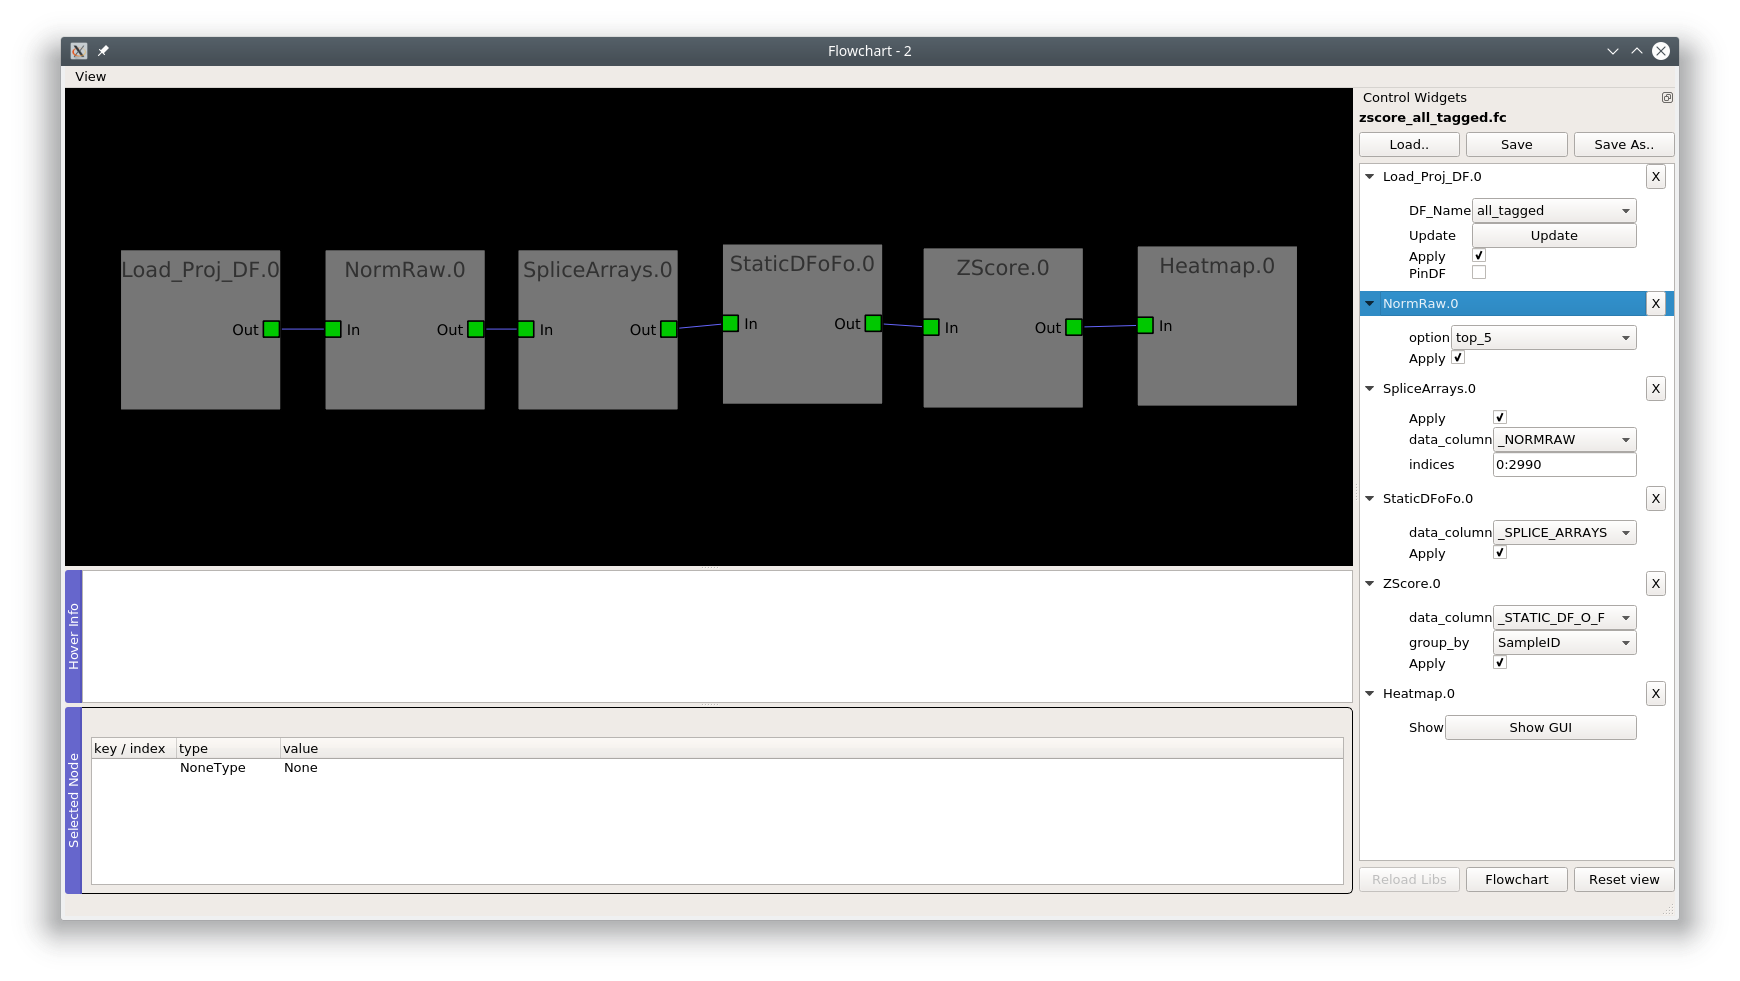 Flowchart - 2
View
Load_Proj_DF.0
Out
NormRaw.0
In
Out
SpliceArrays.0
In
Out
StaticDFoFo.0
In
Out
ZScore.0
In
Out
Heatmap.0
In
Hover Info
Selected Node
key / index type value
NoneType None
Control Widgets
zscore_all_tagged.fc
Load.. Save Save As..
Load_Proj_DF.0 X
DF_Name all_tagged
Update Update
Apply
PinDF
NormRaw.0 X
option top_5
Apply
SpliceArrays.0 X
Apply
data_column _NORMRAW
indices 0:2990
StaticDFoFo.0 X
data_column _SPLICE_ARRAYS
Apply
ZScore.0 X
data_column _STATIC_DF_O_F
group_by SampleID
Apply
Heatmap.0 X
Show Show GUI
Reload Libs Flowchart Reset view